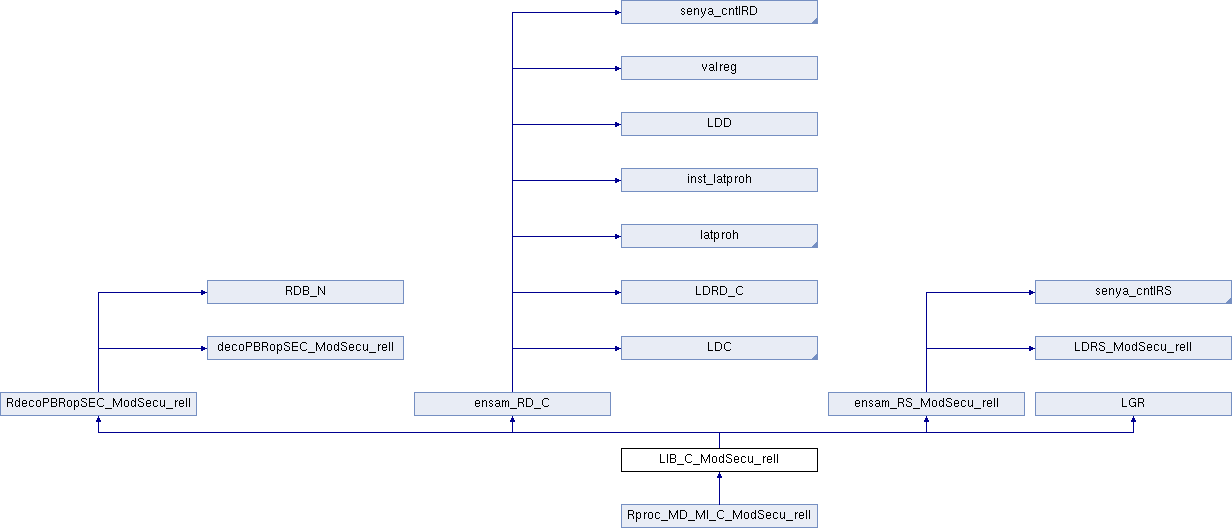 senya_cntlRD
valreg
LDD
inst_latproh
latproh
RDB_N
LDRD_C
senya_cntlRS
decoPBRopSEC_ModSecu_rell
LDC
LDRS_ModSecu_rell
RdecoPBRopSEC_ModSecu_rell
ensam_RD_C
ensam_RS_ModSecu_rell
LGR
LIB_C_ModSecu_rell
Rproc_MD_MI_C_ModSecu_rell